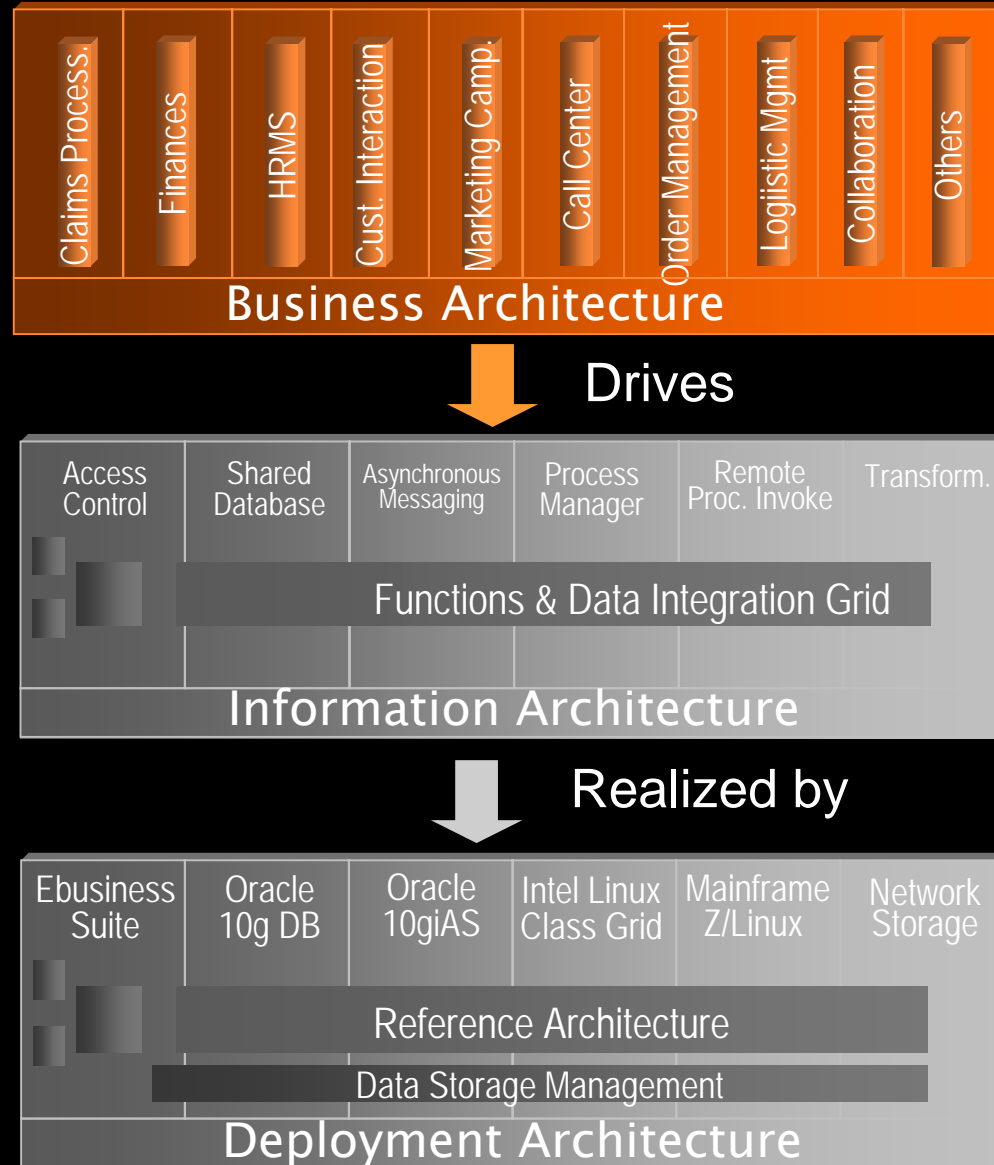 Claims Process.
Finances
HRMS
Cust. Interaction
Marketing Camp.
Call Center
Order Management
Logiistic Mgmt
Collaboration
Others
Business Architecture
Drives
Access
Control
Shared
Database
Asynchronous
Messaging
Process
Manager
Remote
Proc. Invoke
Transform.
Functions & Data Integration Grid
Information Architecture
Realized by
Ebusiness
Suite
Oracle
10g DB
Oracle
10giAS
Intel Linux
Class Grid
Mainframe
Z/Linux
Network
Storage
Reference Architecture
Data Storage Management
Deployment Architecture